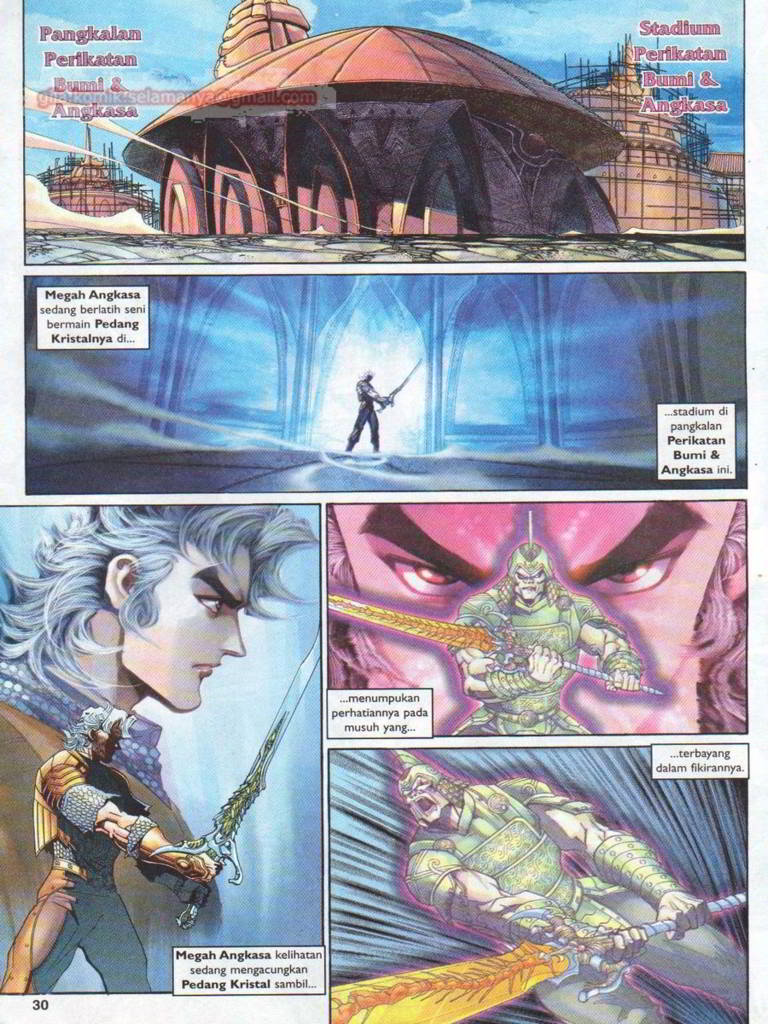 Pangkalan
Perikatan
Bumi &
Angkasa
Stadium
Perikatan
Bumi &
Angkasa
Megah Angkasa
sedang berlatih seni
bermain Pedang
Kristalnya di...
...stadium di
pangkalan
Perikatan
Bumi &
Angkasa ini.
...menumpukan
perhatiannya pada
musuh yang...
...terbayang
dalam fikirannya.
Megah Angkasa kelihatan
sedang mengacungkan
Pedang Kristal sambil...
30